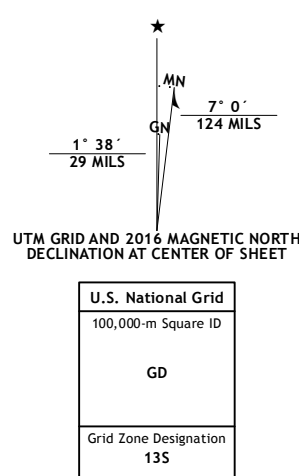 MN
GN
7° 0´
124 MILS
1° 38´
29 MILS
UTM GRID AND 2016 MAGNETIC NORTH
DECLINATION AT CENTER OF SHEET
U.S. National Grid
100,000-m Square ID
GD
Grid Zone Designation
13S